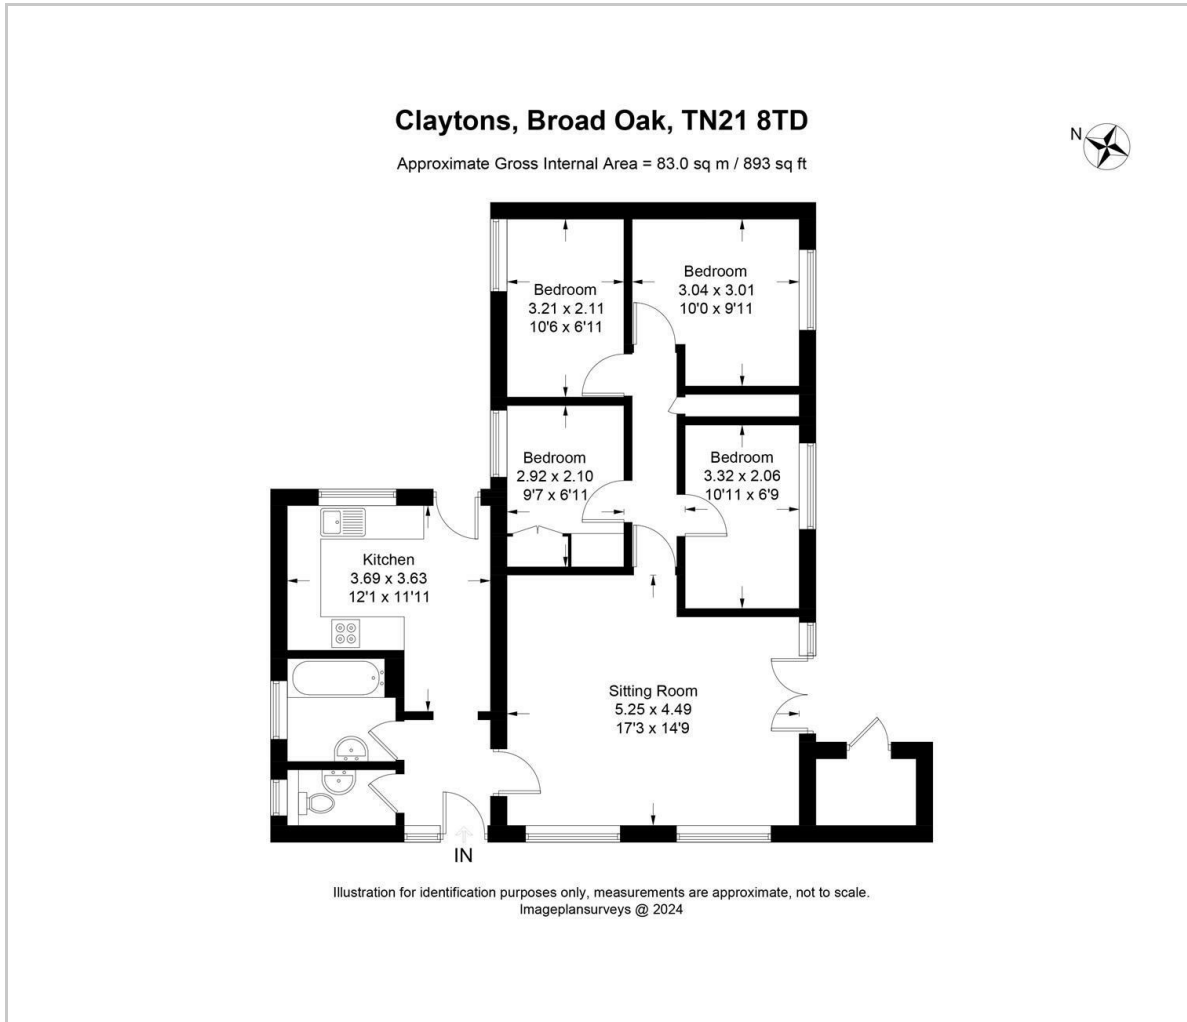 Claytons, Broad Oak, TN21 8TD
Approximate Gross Internal Area = 83.0 sq m / 893 sq ft
N
Bedroom
3.21 x 2.11
10'6 x 6'11
Bedroom
3.04 x 3.01
10'0 x 9'11
Bedroom
2.92 x 2.10
9'7 x 6'11
Bedroom
3.32 x 2.06
10'11 x 6'9
Kitchen
3.69 x 3.63
12'1 x 11'11
Sitting Room
5.25 x 4.49
17'3 x 14'9
IN
Illustration for identification purposes only, measurements are approximate, not to scale.
Imageplansurveys @ 2024